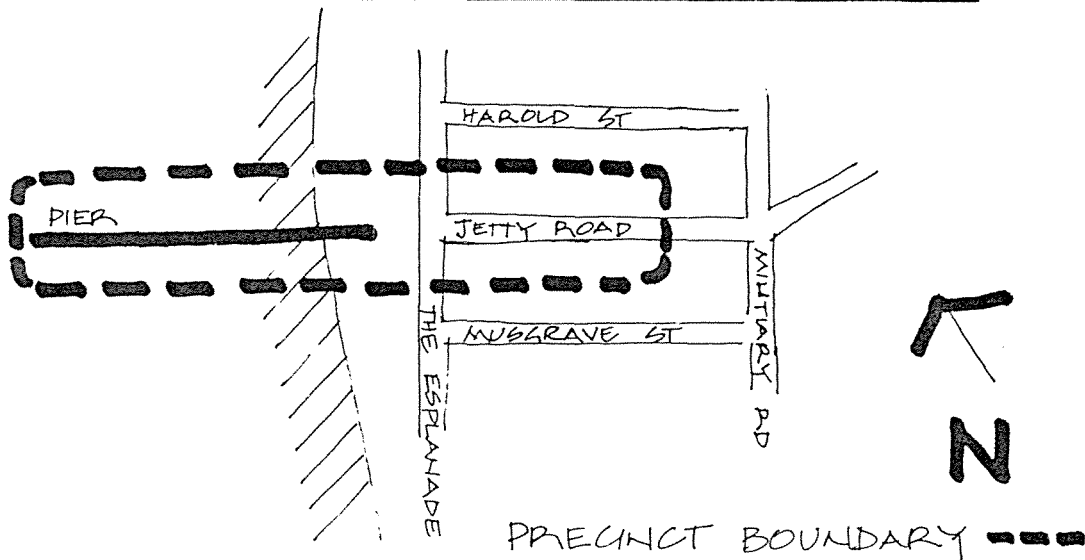 HAROLD ST
PIER
JETTY ROAD
MUSGRAVE ST
THE ESPLANADE
MILITARY RD
N
PRECINCT BOUNDARY